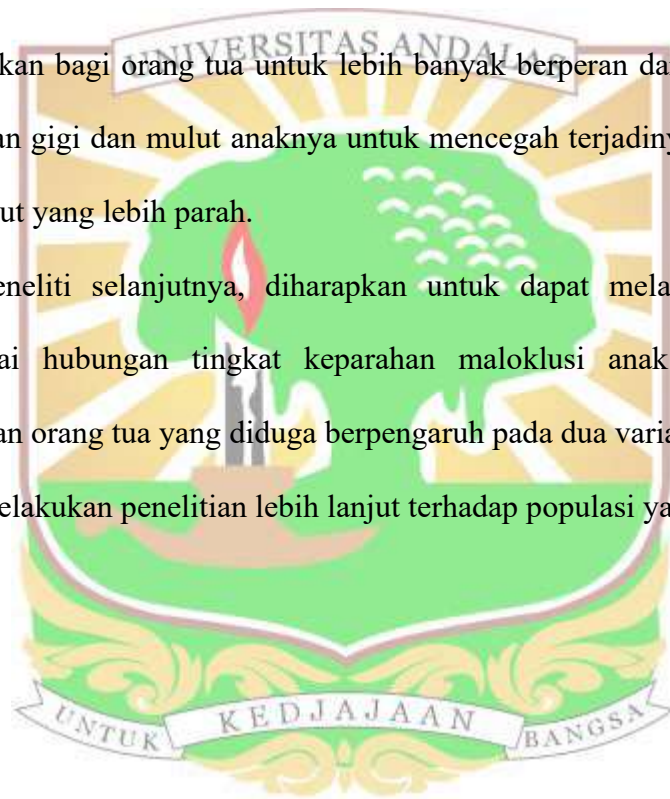 UNIVERSITAS ANDALAS
kan bagi orang tua untuk lebih banyak berperan da
an gigi dan mulut anaknya untuk mencegah terjadiny
ut yang lebih parah.
eneliti selanjutnya, diharapkan untuk dapat mela
ai hubungan tingkat keparahan maloklusi anak
an orang tua yang diduga berpengaruh pada dua varia
elakukan penelitian lebih lanjut terhadap populasi ya
UNTUK KEDJAJAAN BANGSA